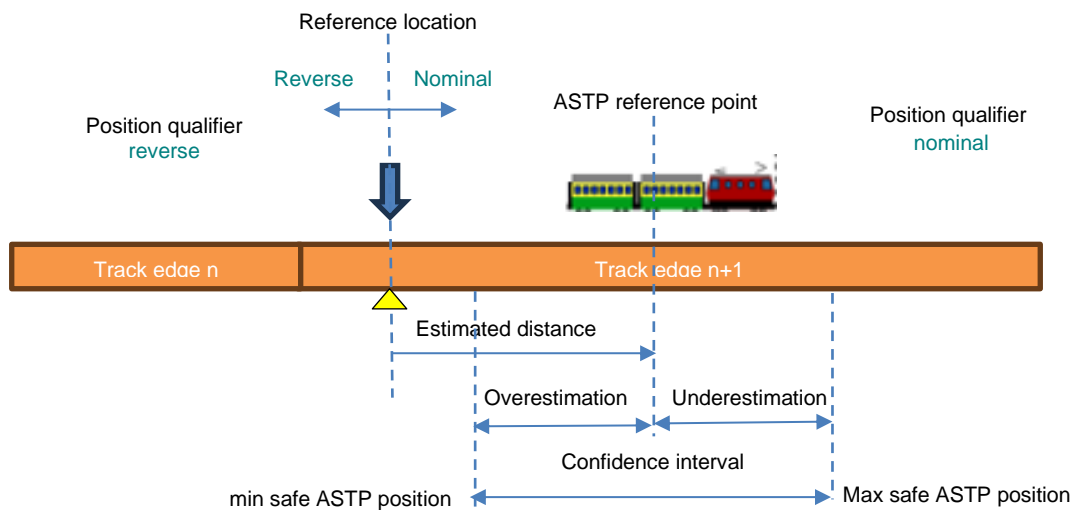 Reference location
Reverse
Nominal
ASTP reference point
Position qualifier
reverse
Position qualifier
nominal
Track edge n
Track edge n+1
Estimated distance
Overestimation
Underestimation
Confidence interval
min safe ASTP position
Max safe ASTP position